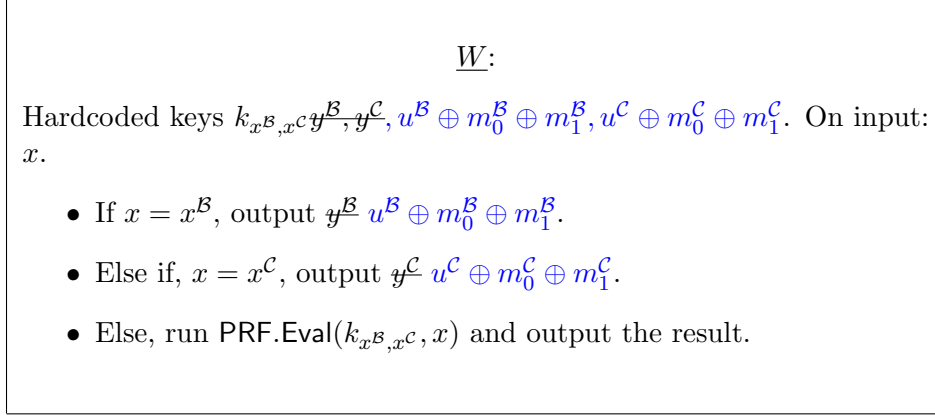 W:
Hardcoded keys k_{x^ℬ,x^𝒞} ~~y^ℬ, y^𝒞~~, u^ℬ ⊕ m_0^ℬ ⊕ m_1^ℬ, u^𝒞 ⊕ m_0^𝒞 ⊕ m_1^𝒞. On input:
x.
• If x = x^ℬ, output ~~y^ℬ~~ u^ℬ ⊕ m_0^ℬ ⊕ m_1^ℬ.
• Else if, x = x^𝒞, output ~~y^𝒞~~ u^𝒞 ⊕ m_0^𝒞 ⊕ m_1^𝒞.
• Else, run PRF.Eval(k_{x^ℬ,x^𝒞}, x) and output the result.